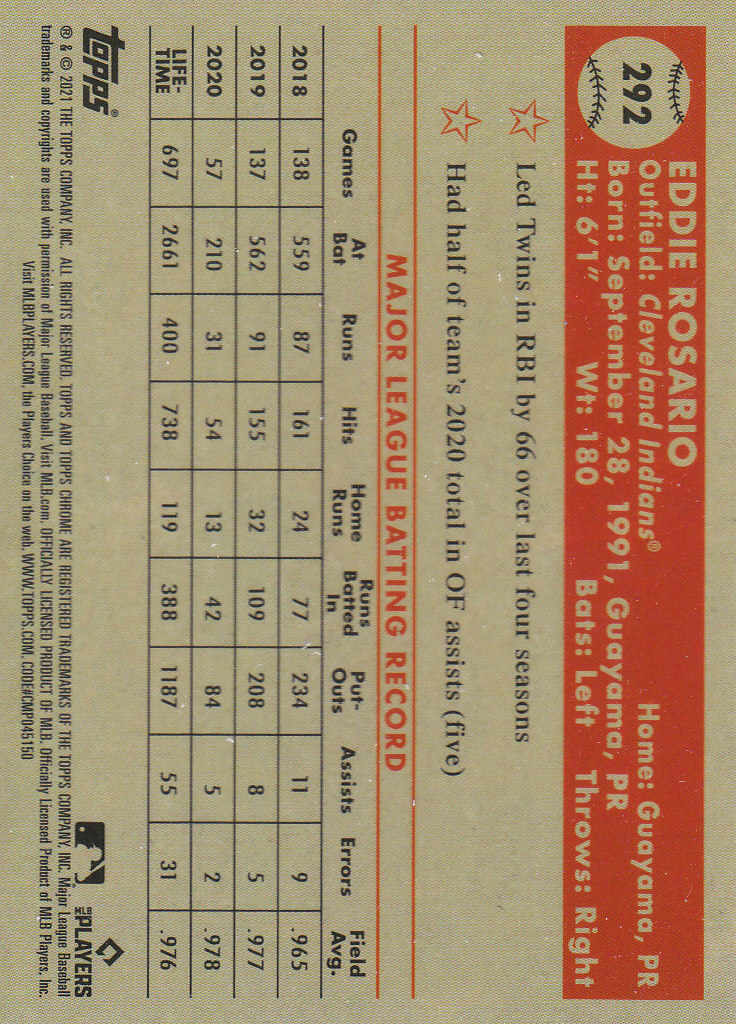 292
EDDIE ROSARIO
Outfield: Cleveland Indians® Home: Guayama, PR
Born: September 28, 1991, Guayama, PR
Ht: 6'1" Wt: 180 Bats: Left Throws: Right
Led Twins in RBI by 66 over last four seasons
Had half of team's 2020 total in OF assists (five)
MAJOR LEAGUE BATTING RECORD
Games At Bat Runs Hits Home Runs Runs Batted In Put-Outs Assists Errors Field Avg.
2018 138 559 87 161 24 77 234 11 9 .965
2019 137 562 91 155 32 109 208 8 5 .977
2020 57 210 31 54 13 42 84 5 2 .978
LIFE-TIME 697 2661 400 738 119 388 1187 55 31 .976
topps®
MLB PLAYERS
® & © 2021 THE TOPPS COMPANY, INC. ALL RIGHTS RESERVED. TOPPS AND TOPPS CHROME ARE REGISTERED TRADEMARKS OF THE TOPPS COMPANY, INC. Major League Baseball
trademarks and copyrights are used with permission of Major League Baseball. Visit MLB.com. OFFICIALLY LICENSED PRODUCT OF MLB. Officially Licensed Product of MLB Players, Inc.
Visit MLBPLAYERS.COM, the Players Choice on the web. WWW.TOPPS.COM. CODE#CMP045150